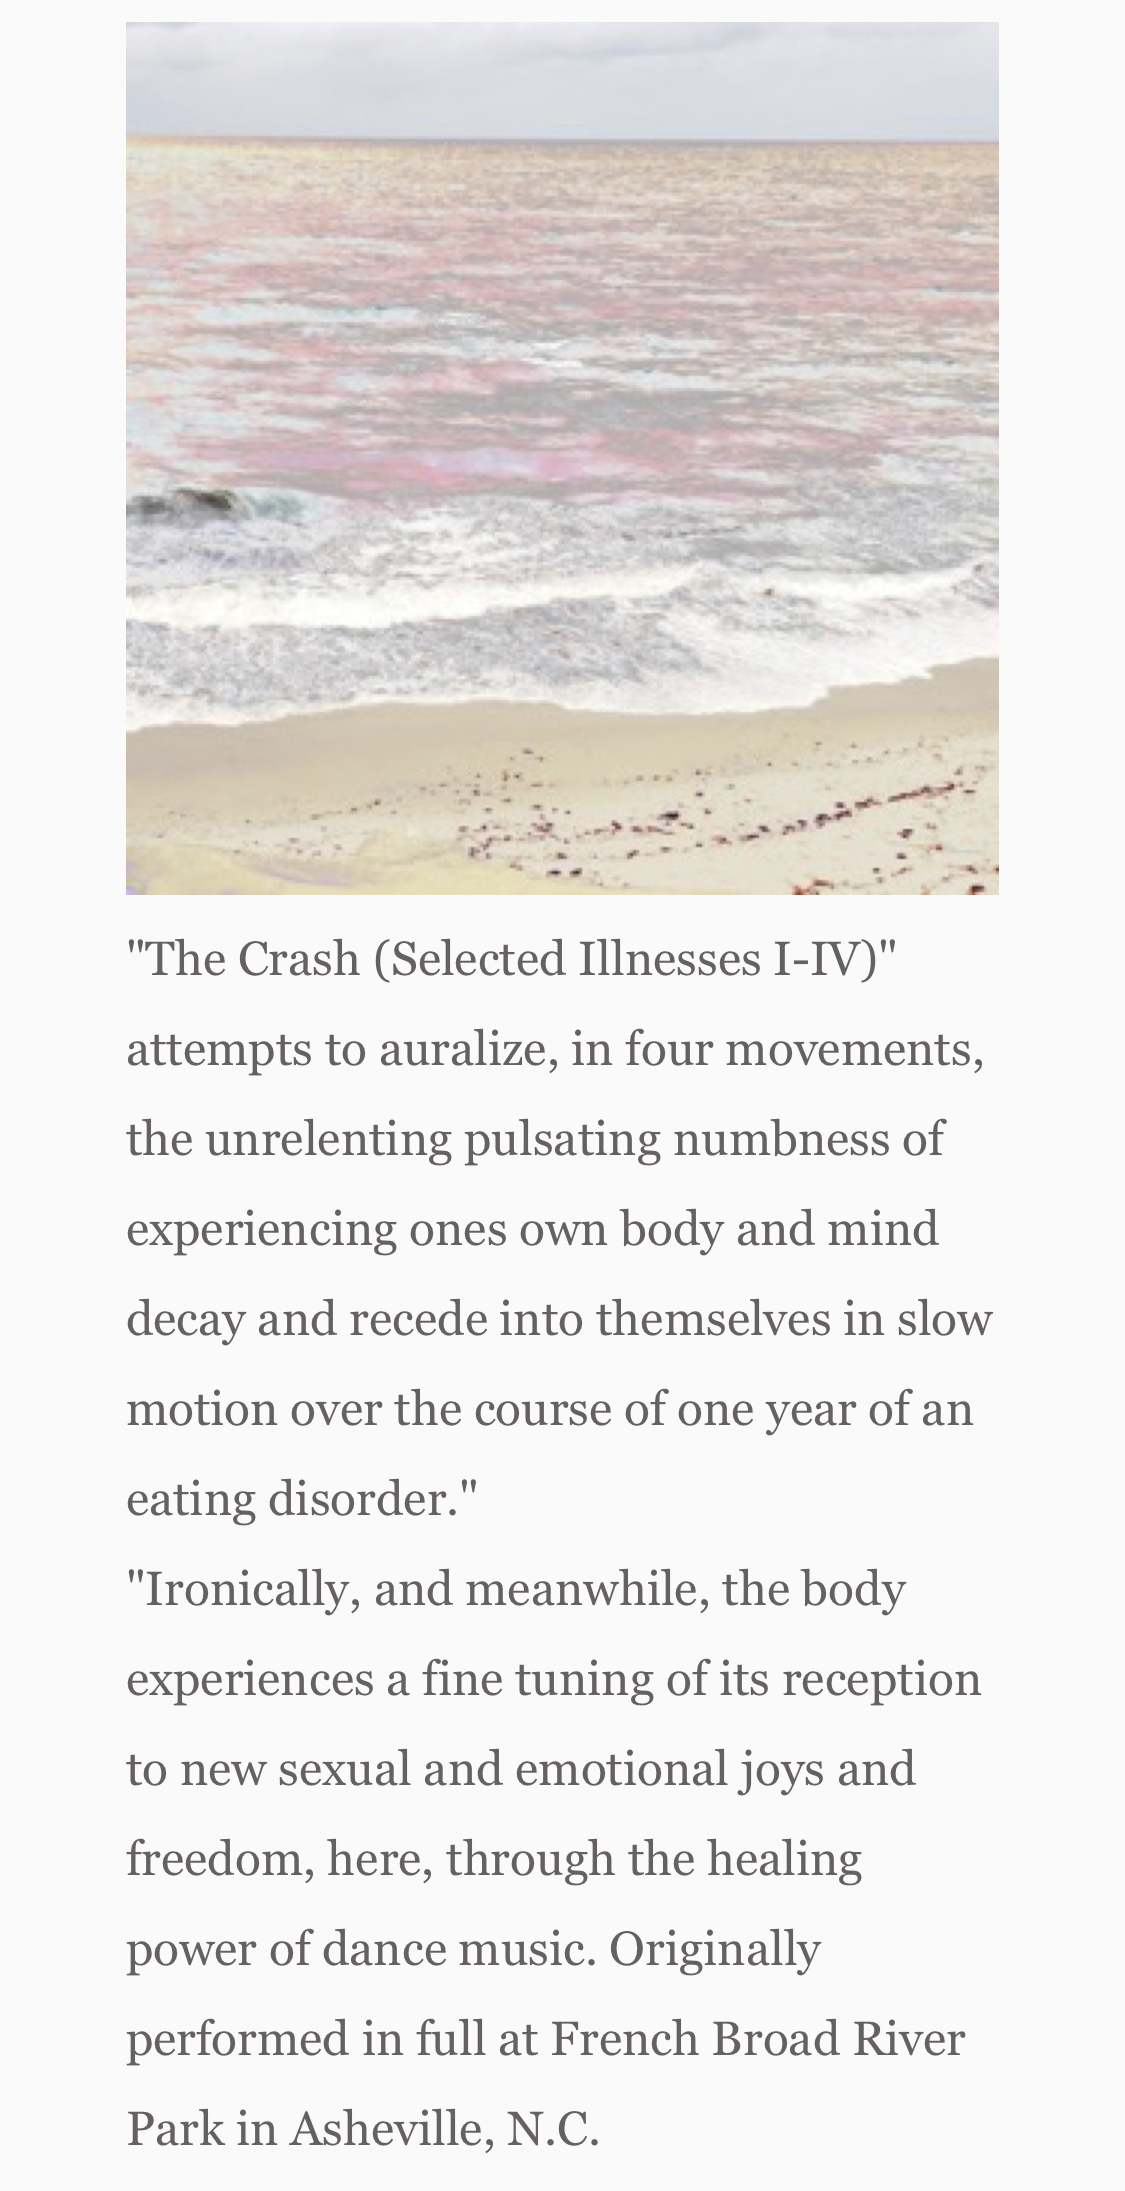 "The Crash (Selected Illnesses I-IV)"
attempts to auralize, in four movements,
the unrelenting pulsating numbness of
experiencing ones own body and mind
decay and recede into themselves in slow
motion over the course of one year of an
eating disorder."
"Ironically, and meanwhile, the body
experiences a fine tuning of its reception
to new sexual and emotional joys and
freedom, here, through the healing
power of dance music. Originally
performed in full at French Broad River
Park in Asheville, N.C.